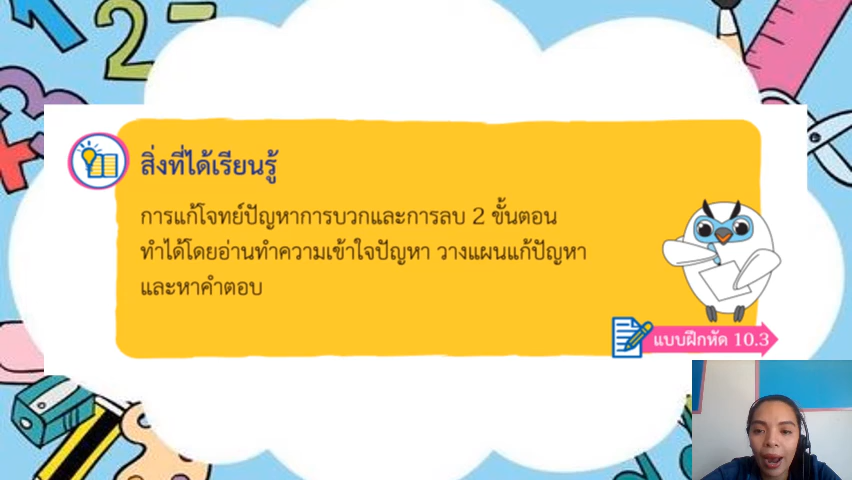 สิ่งที่ได้เรียนรู้
การแก้โจทย์ปัญหาการบวกและการลบ 2 ขั้นตอน
ทำได้โดยอ่านทำความเข้าใจปัญหา วางแผนแก้ปัญหา
และหาคำตอบ
แบบฝึกหัด 10.3